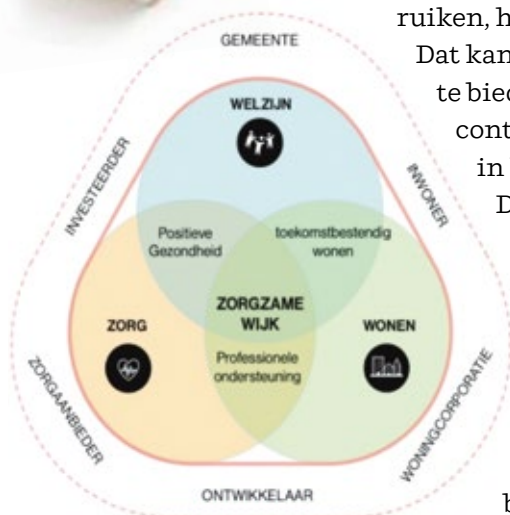 GEMEENTE
INVESTEERDER
INWONER
WELZIJN
Positieve
Gezondheid
toekomstbestendig
wonen
ZORG
ZORGZAME
WIJK
WONEN
Professionele
ondersteuning
ZORGAANBIEDER
WONINGCORPORATIE
ONTWIKKELAAR
ruiken, h
Dat kan
te bied
cont
in
D
b